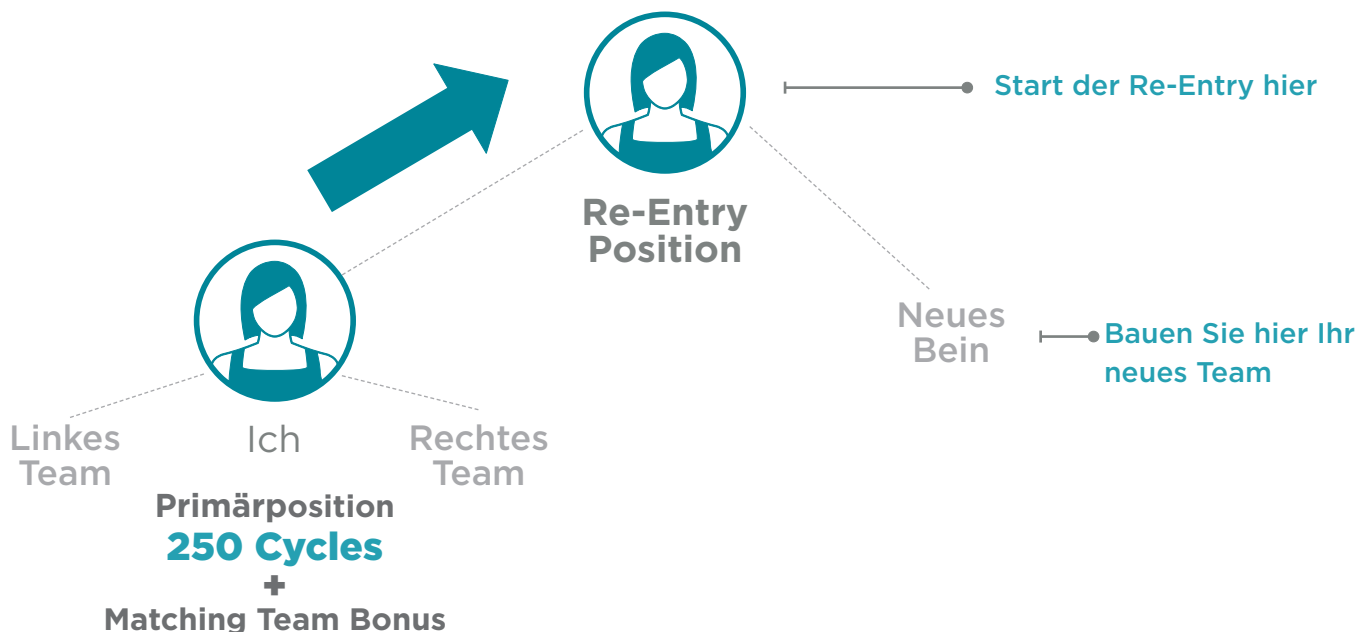 Start der Re-Entry hier
Re-Entry
Position
Neues
Bein
Bauen Sie hier Ihr
neues Team
Linkes
Team
Ich
Rechtes
Team
Primärposition
250 Cycles
+
Matching Team Bonus